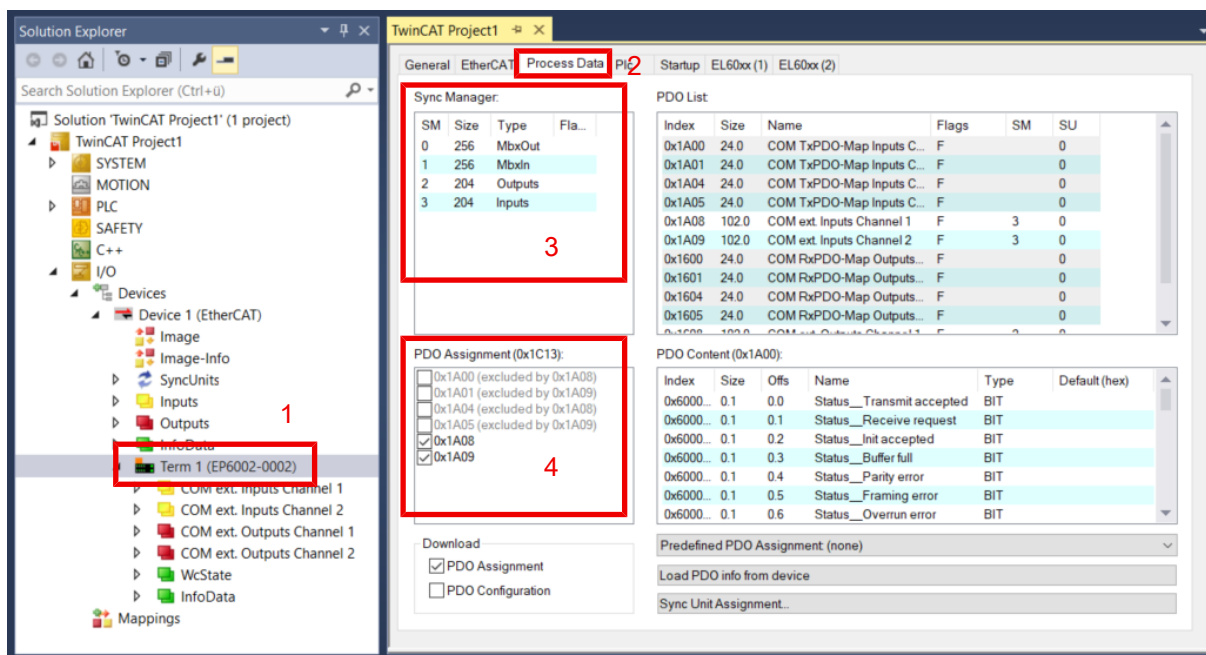 Solution Explorer
Search Solution Explorer (Ctrl+ü)
Solution 'TwinCAT Project1' (1 project)
TwinCAT Project1
SYSTEM
MOTION
PLC
SAFETY
C++
I/O
Devices
Device 1 (EtherCAT)
Image
Image-Info
SyncUnits
Inputs
1
Outputs
InfoData
Term 1 (EP6002-0002)
COM ext. Inputs Channel 1
COM ext. Inputs Channel 2
COM ext. Outputs Channel 1
COM ext. Outputs Channel 2
WcState
InfoData
Mappings
TwinCAT Project1
General EtherCAT Process Data Plc 2 Startup EL60xx (1) EL60xx (2)
Sync Manager:
SM Size Type Fla...
0 256 MbxOut
1 256 MbxIn
2 204 Outputs
3 204 Inputs
3
PDO List:
Index Size Name Flags SM SU
0x1A00 24.0 COM TxPDO-Map Inputs C... F 0
0x1A01 24.0 COM TxPDO-Map Inputs C... F 0
0x1A04 24.0 COM TxPDO-Map Inputs C... F 0
0x1A05 24.0 COM TxPDO-Map Inputs C... F 0
0x1A08 102.0 COM ext. Inputs Channel 1 F 3 0
0x1A09 102.0 COM ext. Inputs Channel 2 F 3 0
0x1600 24.0 COM RxPDO-Map Outputs... F 0
0x1601 24.0 COM RxPDO-Map Outputs... F 0
0x1604 24.0 COM RxPDO-Map Outputs... F 0
0x1605 24.0 COM RxPDO-Map Outputs... F 0
PDO Assignment (0x1C13):
0x1A00 (excluded by 0x1A08)
0x1A01 (excluded by 0x1A09)
0x1A04 (excluded by 0x1A08)
0x1A05 (excluded by 0x1A09)
0x1A08
0x1A09
4
PDO Content (0x1A00):
Index Size Offs Name Type Default (hex)
0x6000... 0.1 0.0 Status__Transmit accepted BIT
0x6000... 0.1 0.1 Status__Receive request BIT
0x6000... 0.1 0.2 Status__Init accepted BIT
0x6000... 0.1 0.3 Status__Buffer full BIT
0x6000... 0.1 0.4 Status__Parity error BIT
0x6000... 0.1 0.5 Status__Framing error BIT
0x6000... 0.1 0.6 Status__Overrun error BIT
Download
PDO Assignment
PDO Configuration
Predefined PDO Assignment: (none)
Load PDO info from device
Sync Unit Assignment...